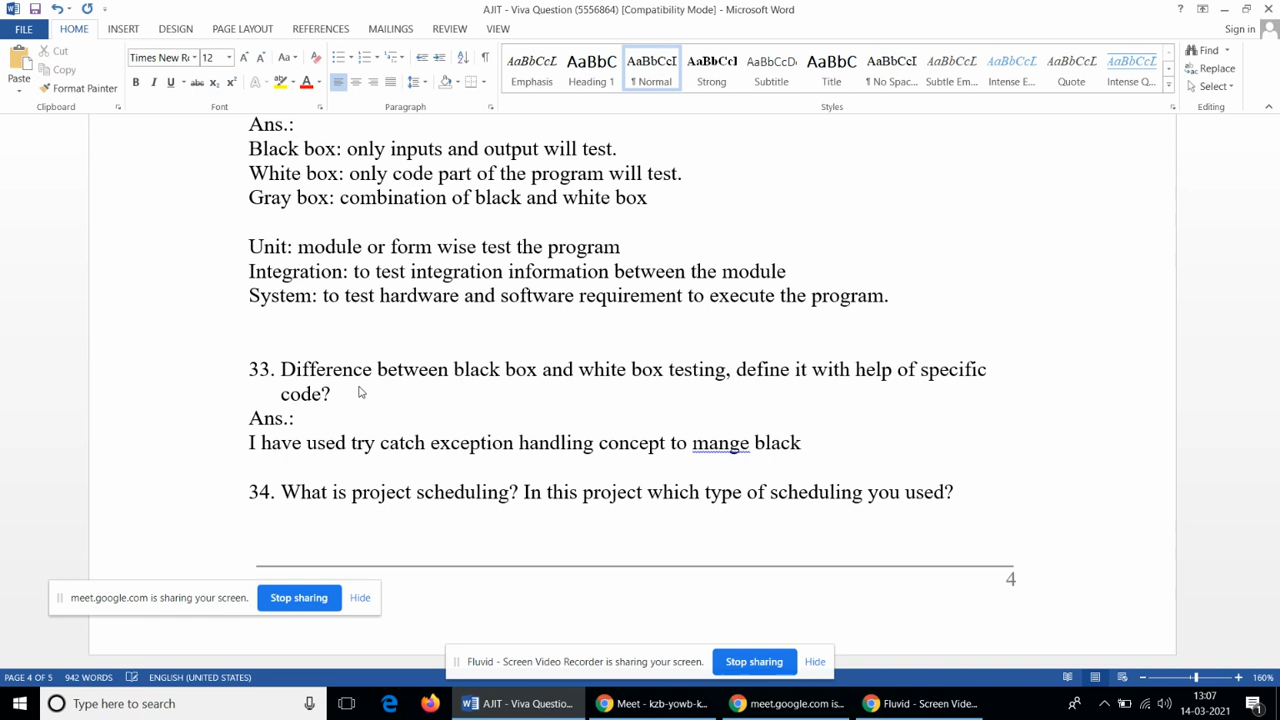 AJIT - Viva Question (5556864) [Compatibility Mode] - Microsoft Word
Sign in
FILE HOME INSERT DESIGN PAGE LAYOUT REFERENCES MAILINGS REVIEW VIEW
Paste
Cut
Copy
Format Painter
Clipboard
Times New Ro 12
Font
Paragraph
AaBbCcL Emphasis
AaBbC Heading 1
AaBbCcI ¶ Normal
AaBbCcI Strong
AaBbCcD Subtitle
AaBbC Title
AaBbCcI ¶ No Spac...
AaBbCcL Subtle Em...
AaBbCcL Intense E...
AaBbCcL Quote
AaBbCcL Intense Q...
Styles
Find
Replace
Select
Editing
Ans.:
Black box: only inputs and output will test.
White box: only code part of the program will test.
Gray box: combination of black and white box
Unit: module or form wise test the program
Integration: to test integration information between the module
System: to test hardware and software requirement to execute the program.
33. Difference between black box and white box testing, define it with help of specific
code?
Ans.:
I have used try catch exception handling concept to mange black
34. What is project scheduling? In this project which type of scheduling you used?
4
meet.google.com is sharing your screen. Stop sharing Hide
Fluvid - Screen Video Recorder is sharing your screen. Stop sharing Hide
PAGE 4 OF 5 942 WORDS ENGLISH (UNITED STATES) 160%
Type here to search
AJIT - Viva Questio...
Meet - kzb-yowb-k...
meet.google.com is...
Fluvid - Screen Vid...
13:07
14-03-2021